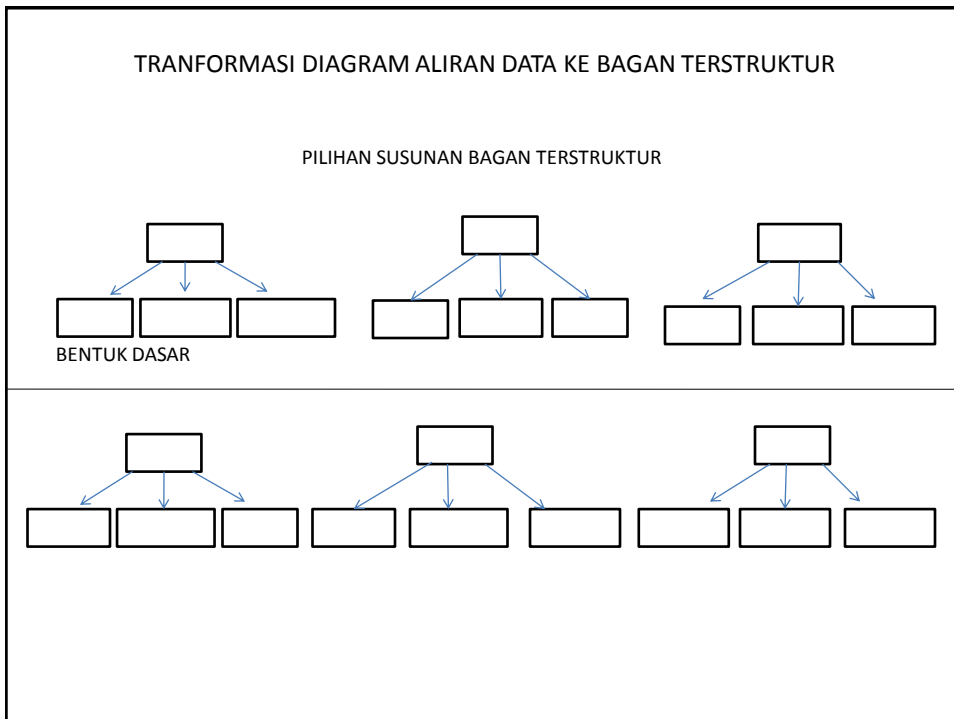 TRANFORMASI DIAGRAM ALIRAN DATA KE BAGAN TERSTRUKTUR
PILIHAN SUSUNAN BAGAN TERSTRUKTUR
BENTUK DASAR